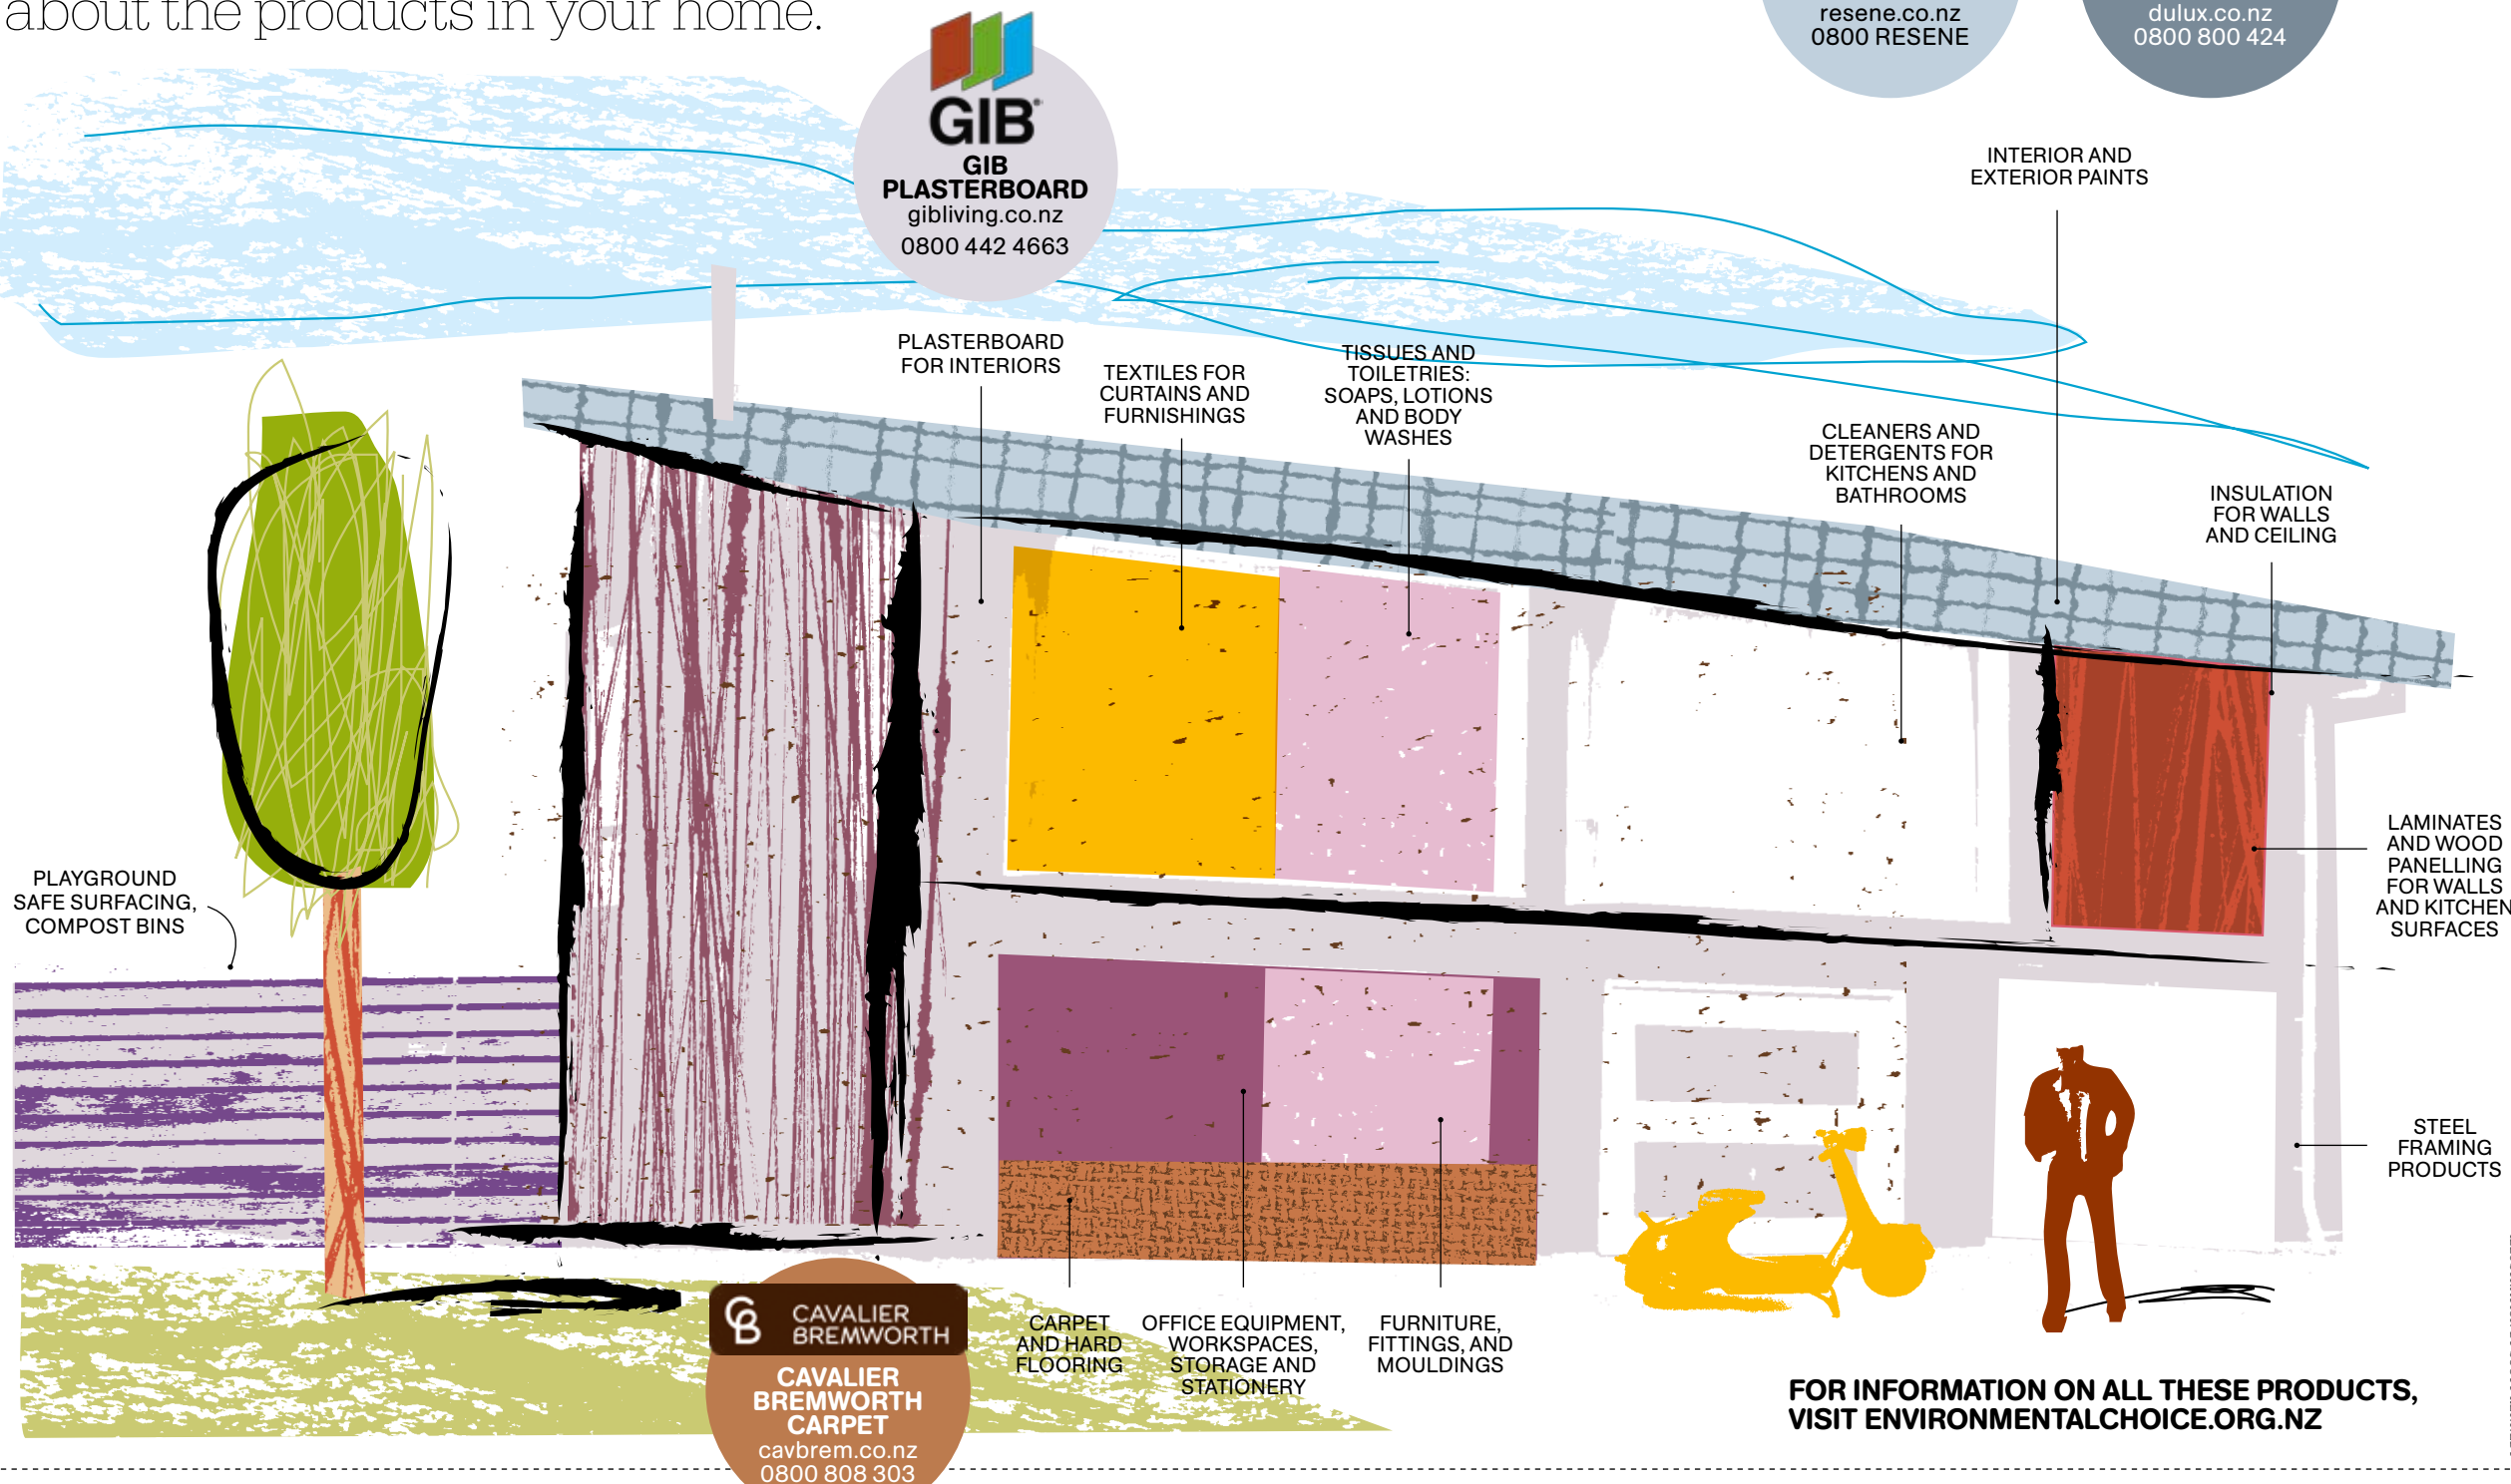 about the products in your home.
resene.co.nz
0800 RESENE
dulux.co.nz
0800 800 424
GIB®
GIB
PLASTERBOARD
gibliving.co.nz
0800 442 4663
INTERIOR AND
EXTERIOR PAINTS
PLASTERBOARD
FOR INTERIORS
TEXTILES FOR
CURTAINS AND
FURNISHINGS
TISSUES AND
TOILETRIES:
SOAPS, LOTIONS
AND BODY
WASHES
CLEANERS AND
DETERGENTS FOR
KITCHENS AND
BATHROOMS
INSULATION
FOR WALLS
AND CEILING
LAMINATES
AND WOOD
PANELLING
FOR WALLS
AND KITCHEN
SURFACES
PLAYGROUND
SAFE SURFACING,
COMPOST BINS
STEEL
FRAMING
PRODUCTS
CB CAVALIER
BREMWORTH
CAVALIER
BREMWORTH
CARPET
cavbrem.co.nz
0800 808 303
CARPET
AND HARD
FLOORING
OFFICE EQUIPMENT,
WORKSPACES,
STORAGE AND
STATIONERY
FURNITURE,
FITTINGS, AND
MOULDINGS
FOR INFORMATION ON ALL THESE PRODUCTS,
VISIT ENVIRONMENTALCHOICE.ORG.NZ